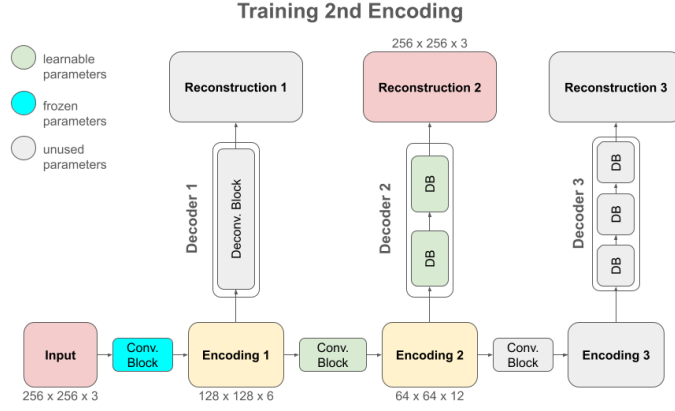 Training 2nd Encoding
learnable
parameters
frozen
parameters
unused
parameters
256 x 256 x 3
Reconstruction 1
Reconstruction 2
Reconstruction 3
Decoder 1
Deconv. Block
Decoder 2
DB
DB
Decoder 3
DB
DB
DB
Input
Conv.
Block
Encoding 1
Conv.
Block
Encoding 2
Conv.
Block
Encoding 3
256 x 256 x 3
128 x 128 x 6
64 x 64 x 12